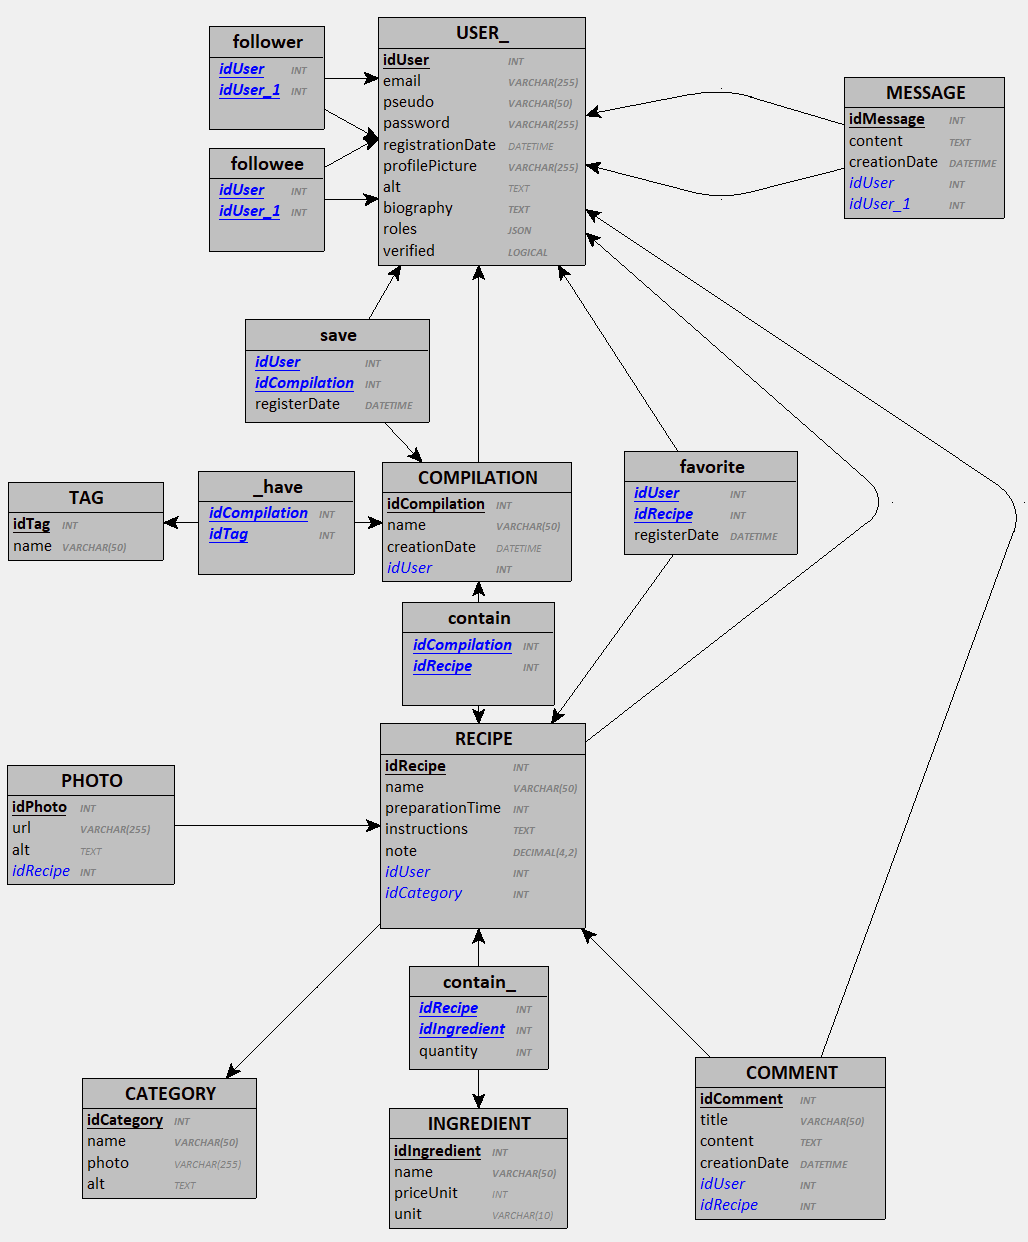 follower
idUser INT
idUser_1 INT
followee
idUser INT
idUser_1 INT
USER_
idUser INT
email VARCHAR(255)
pseudo VARCHAR(50)
password VARCHAR(255)
registrationDate DATETIME
profilePicture VARCHAR(255)
alt TEXT
biography TEXT
roles JSON
verified LOGICAL
MESSAGE
idMessage INT
content TEXT
creationDate DATETIME
idUser INT
idUser_1 INT
save
idUser INT
idCompilation INT
registerDate DATETIME
TAG
idTag INT
name VARCHAR(50)
_have
idCompilation INT
idTag INT
COMPILATION
idCompilation INT
name VARCHAR(50)
creationDate DATETIME
idUser INT
favorite
idUser INT
idRecipe INT
registerDate DATETIME
contain
idCompilation INT
idRecipe INT
PHOTO
idPhoto INT
url VARCHAR(255)
alt TEXT
idRecipe INT
RECIPE
idRecipe INT
name VARCHAR(50)
preparationTime INT
instructions TEXT
note DECIMAL(4,2)
idUser INT
idCategory INT
contain_
idRecipe INT
idIngredient INT
quantity INT
CATEGORY
idCategory INT
name VARCHAR(50)
photo VARCHAR(255)
alt TEXT
INGREDIENT
idIngredient INT
name VARCHAR(50)
priceUnit INT
unit VARCHAR(10)
COMMENT
idComment INT
title VARCHAR(50)
content TEXT
creationDate DATETIME
idUser INT
idRecipe INT